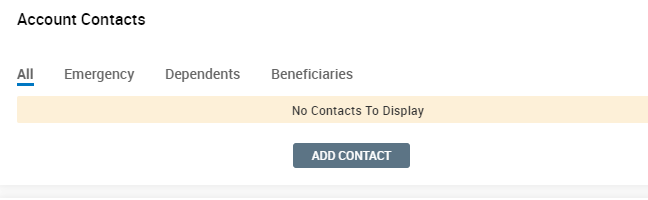 Account Contacts
All Emergency Dependents Beneficiaries
No Contacts To Display
ADD CONTACT